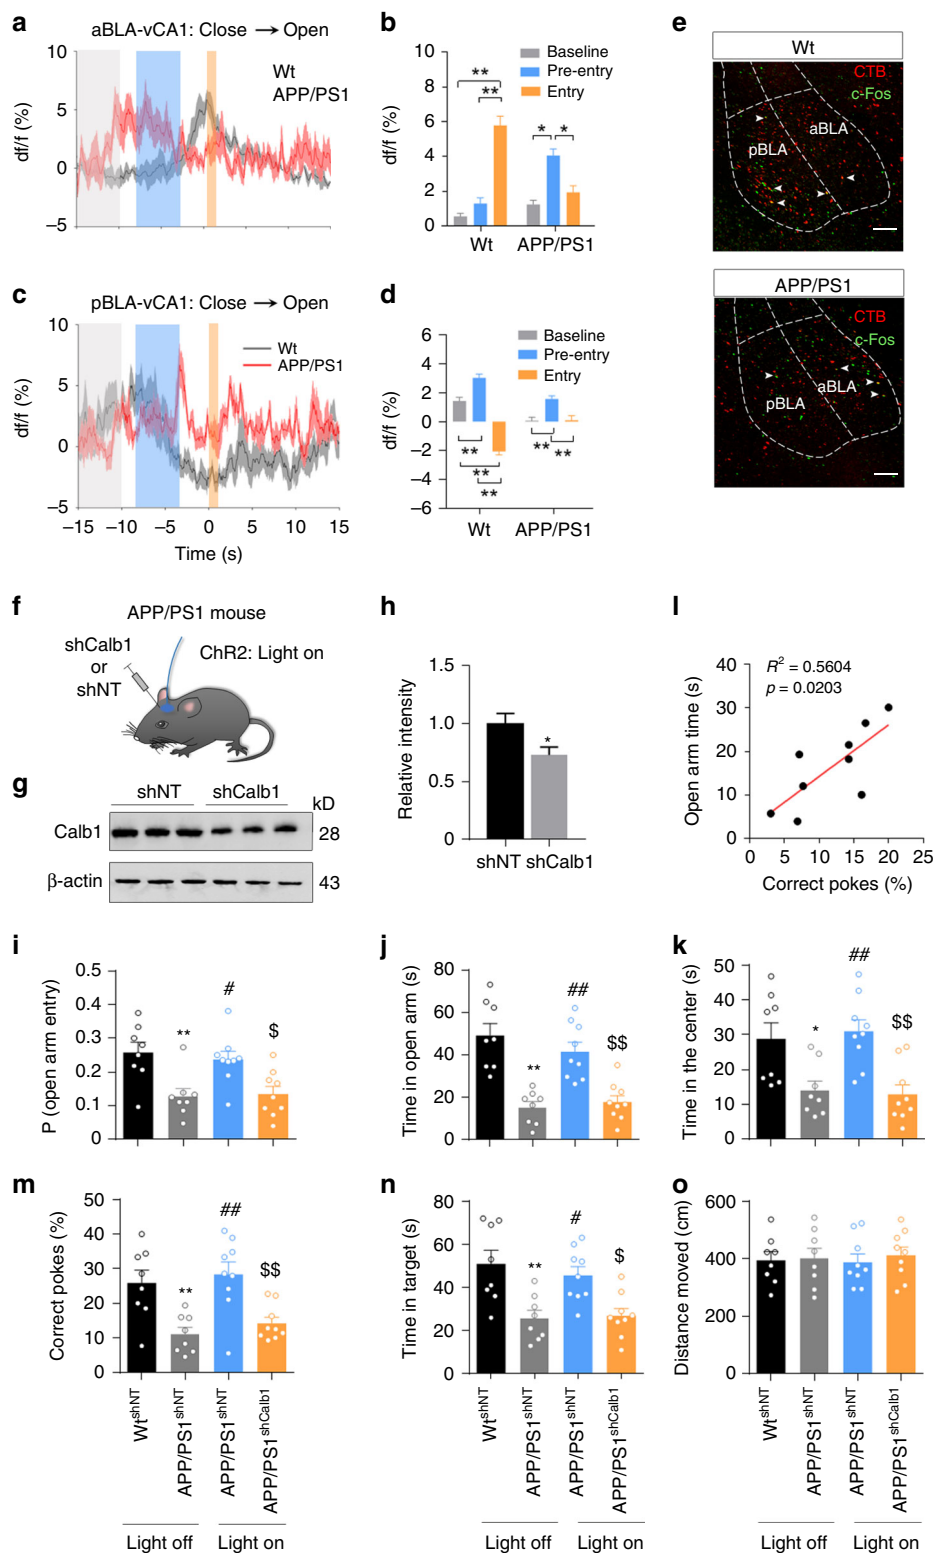 a
aBLA-vCA1: Close → Open
10
5
0
−5
df/f (%)
Wt
APP/PS1
b
10
8
6
4
2
0
df/f (%)
Baseline
Pre-entry
Entry
**
**
*
*
Wt
APP/PS1
c
pBLA-vCA1: Close → Open
10
5
0
−5
df/f (%)
Wt
APP/PS1
−15
−10
−5
0
5
10
15
Time (s)
d
6
4
2
0
−2
−4
−6
df/f (%)
Baseline
Pre-entry
Entry
**
**
**
**
**
Wt
APP/PS1
e
Wt
CTB
c-Fos
aBLA
pBLA
APP/PS1
CTB
c-Fos
aBLA
pBLA
f
APP/PS1 mouse
shCalb1
or
shNT
ChR2: Light on
g
shNT
shCalb1
kD
Calb1
28
β-actin
43
h
1.5
1.0
0.5
0
Relative intensity
*
shNT
shCalb1
l
40
30
20
10
0
Open arm time (s)
R² = 0.5604
p = 0.0203
0
5
10
15
20
25
Correct pokes (%)
i
0.5
0.4
0.3
0.2
0.1
0
P (open arm entry)
**
#
$
j
80
60
40
20
0
Time in open arm (s)
**
##
$$
k
50
40
30
20
10
0
Time in the center (s)
*
##
$$
m
50
40
30
20
10
0
Correct pokes (%)
**
##
$$
Wt^shNT
APP/PS1^shNT
APP/PS1^shNT
APP/PS1^shCalb1
Light off
Light on
n
80
60
40
20
0
Time in target (s)
**
#
$
Wt^shNT
APP/PS1^shNT
APP/PS1^shNT
APP/PS1^shCalb1
Light off
Light on
o
600
400
200
0
Distance moved (cm)
Wt^shNT
APP/PS1^shNT
APP/PS1^shNT
APP/PS1^shCalb1
Light off
Light on